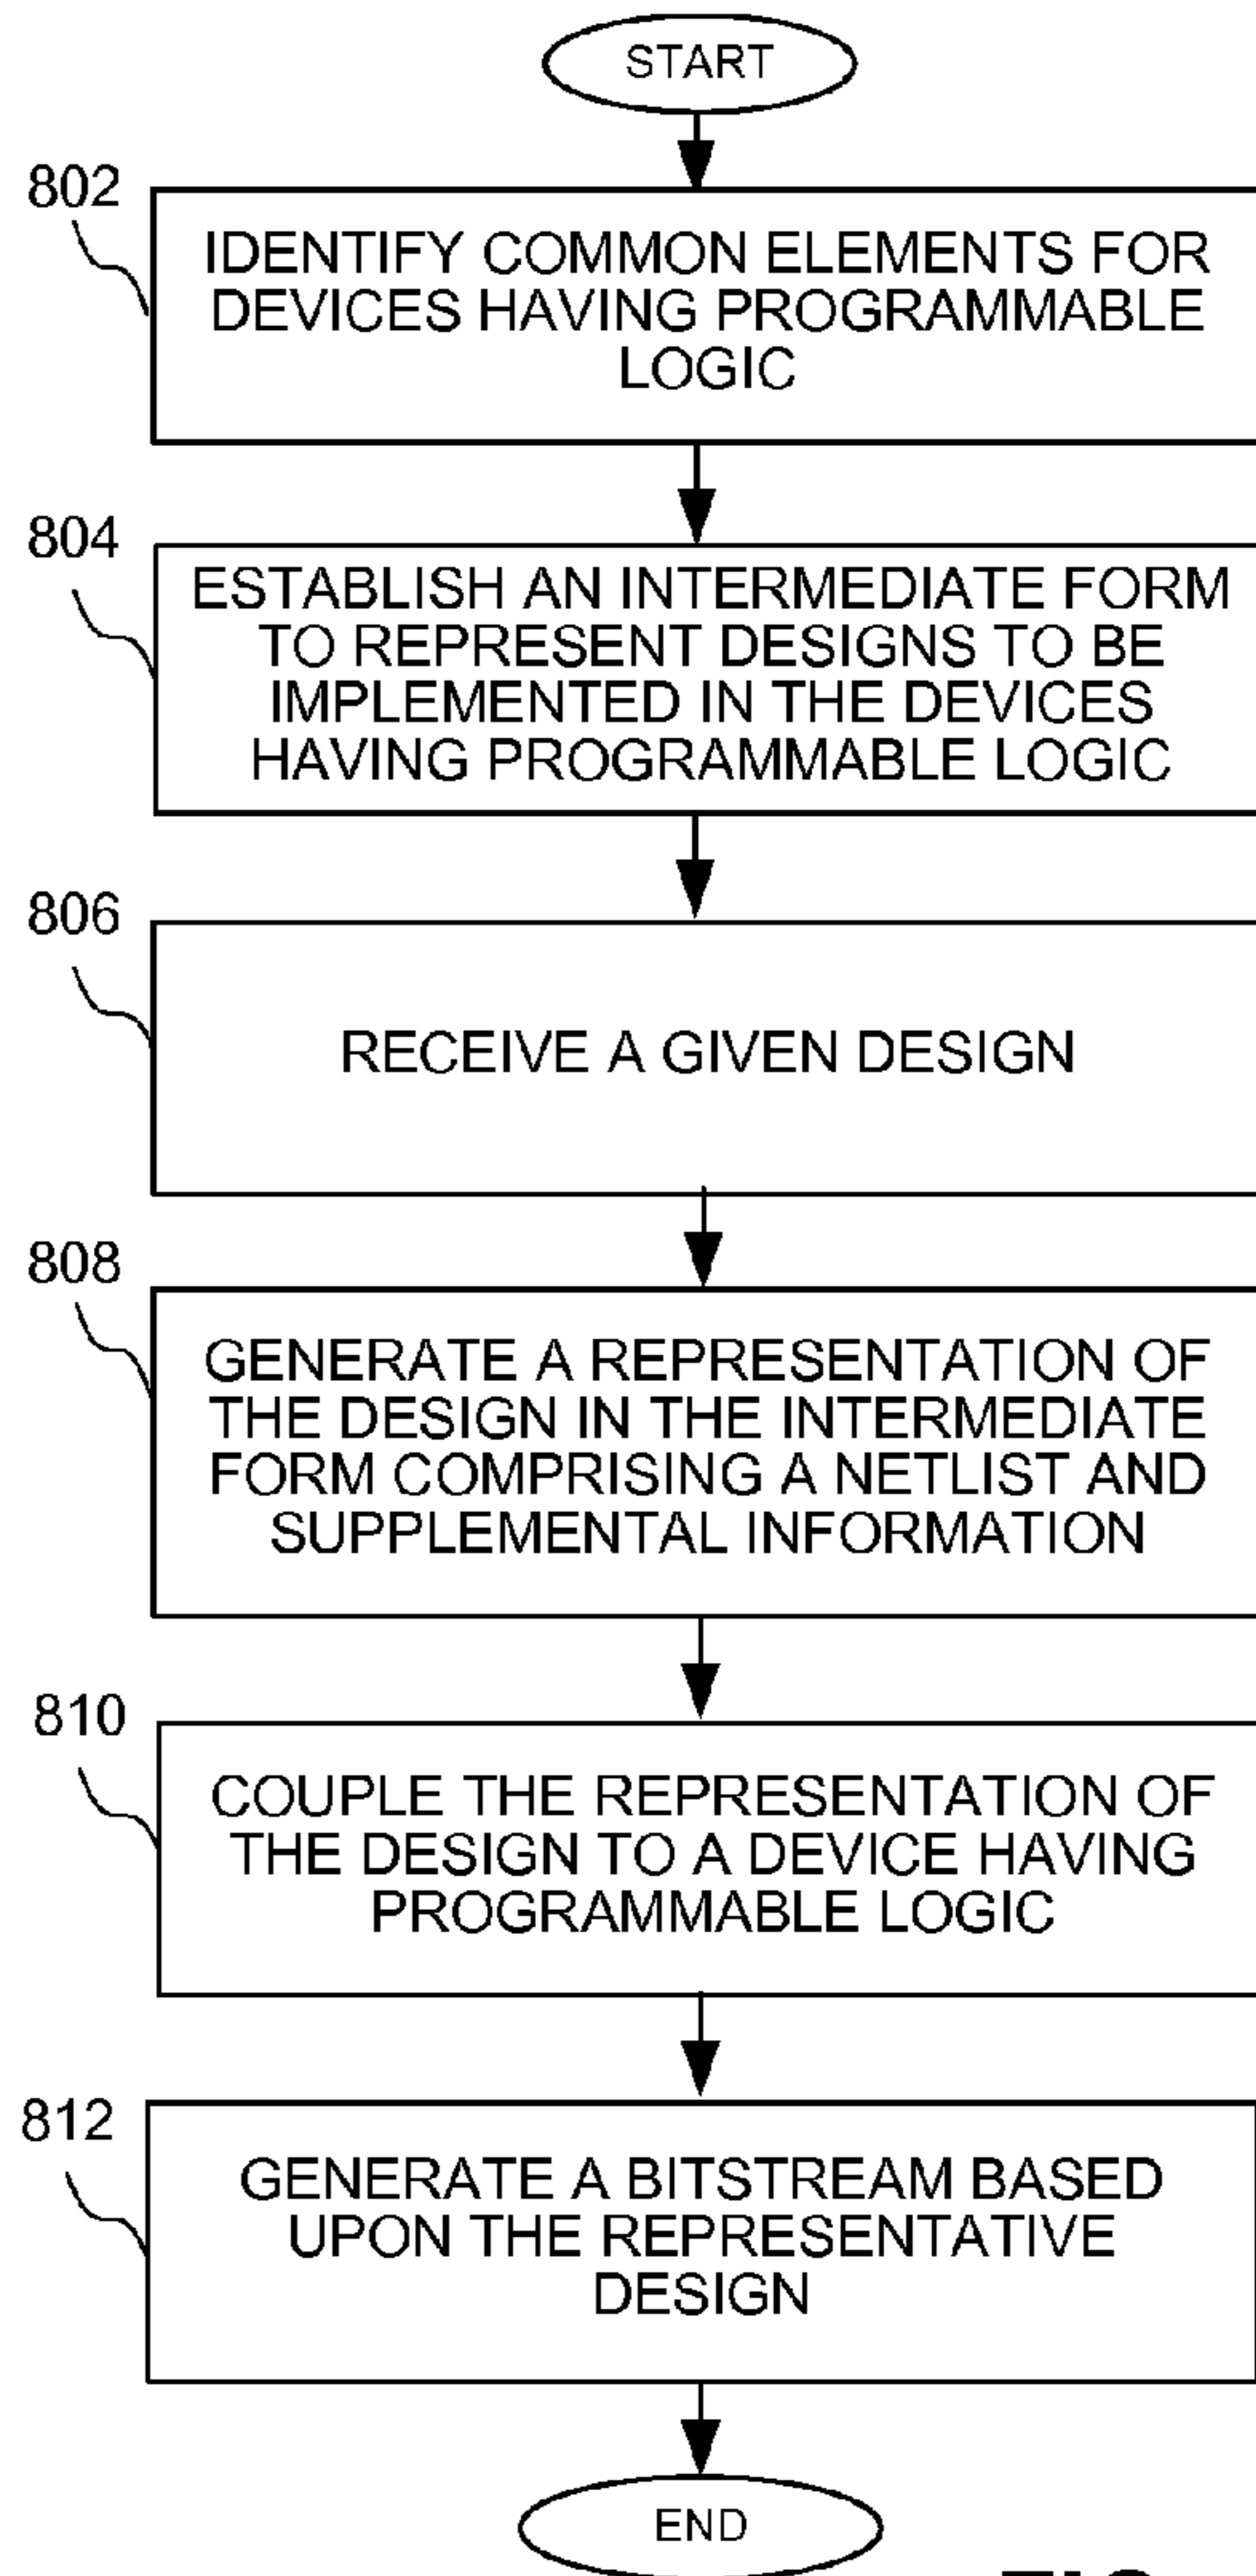 START
802
IDENTIFY COMMON ELEMENTS FOR
DEVICES HAVING PROGRAMMABLE
LOGIC
804
ESTABLISH AN INTERMEDIATE FORM
TO REPRESENT DESIGNS TO BE
IMPLEMENTED IN THE DEVICES
HAVING PROGRAMMABLE LOGIC
806
RECEIVE A GIVEN DESIGN
808
GENERATE A REPRESENTATION OF
THE DESIGN IN THE INTERMEDIATE
FORM COMPRISING A NETLIST AND
SUPPLEMENTAL INFORMATION
810
COUPLE THE REPRESENTATION OF
THE DESIGN TO A DEVICE HAVING
PROGRAMMABLE LOGIC
812
GENERATE A BITSTREAM BASED
UPON THE REPRESENTATIVE
DESIGN
END